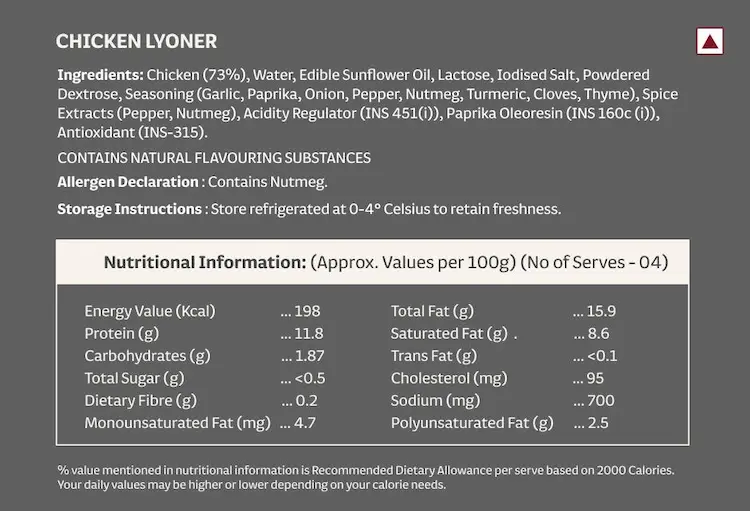 CHICKEN LYONER
Ingredients: Chicken (73%), Water, Edible Sunflower Oil, Lactose, Iodised Salt, Powdered
Dextrose, Seasoning (Garlic, Paprika, Onion, Pepper, Nutmeg, Turmeric, Cloves, Thyme), Spice
Extracts (Pepper, Nutmeg), Acidity Regulator (INS 451(i)), Paprika Oleoresin (INS 160c (i)),
Antioxidant (INS-315).
CONTAINS NATURAL FLAVOURING SUBSTANCES
Allergen Declaration : Contains Nutmeg.
Storage Instructions : Store refrigerated at 0-4° Celsius to retain freshness.
Nutritional Information: (Approx. Values per 100g) (No of Serves - 04)
Energy Value (Kcal) ... 198 Total Fat (g) ... 15.9
Protein (g) ... 11.8 Saturated Fat (g) . ... 8.6
Carbohydrates (g) ... 1.87 Trans Fat (g) ... <0.1
Total Sugar (g) ... <0.5 Cholesterol (mg) ... 95
Dietary Fibre (g) ... 0.2 Sodium (mg) ... 700
Monounsaturated Fat (mg) ... 4.7 Polyunsaturated Fat (g) ... 2.5
% value mentioned in nutritional information is Recommended Dietary Allowance per serve based on 2000 Calories.
Your daily values may be higher or lower depending on your calorie needs.